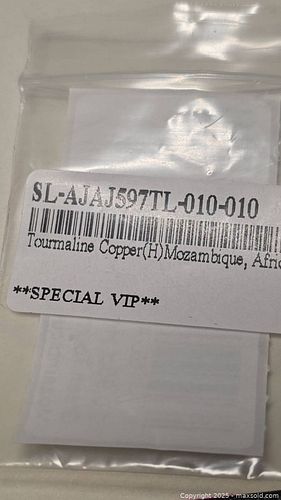 SL-AJAJ597TL-010-010
Tourmaline Copper(H)Mozambique, Afric
**SPECIAL VIP**
Copyright 2025 - maxsold.com